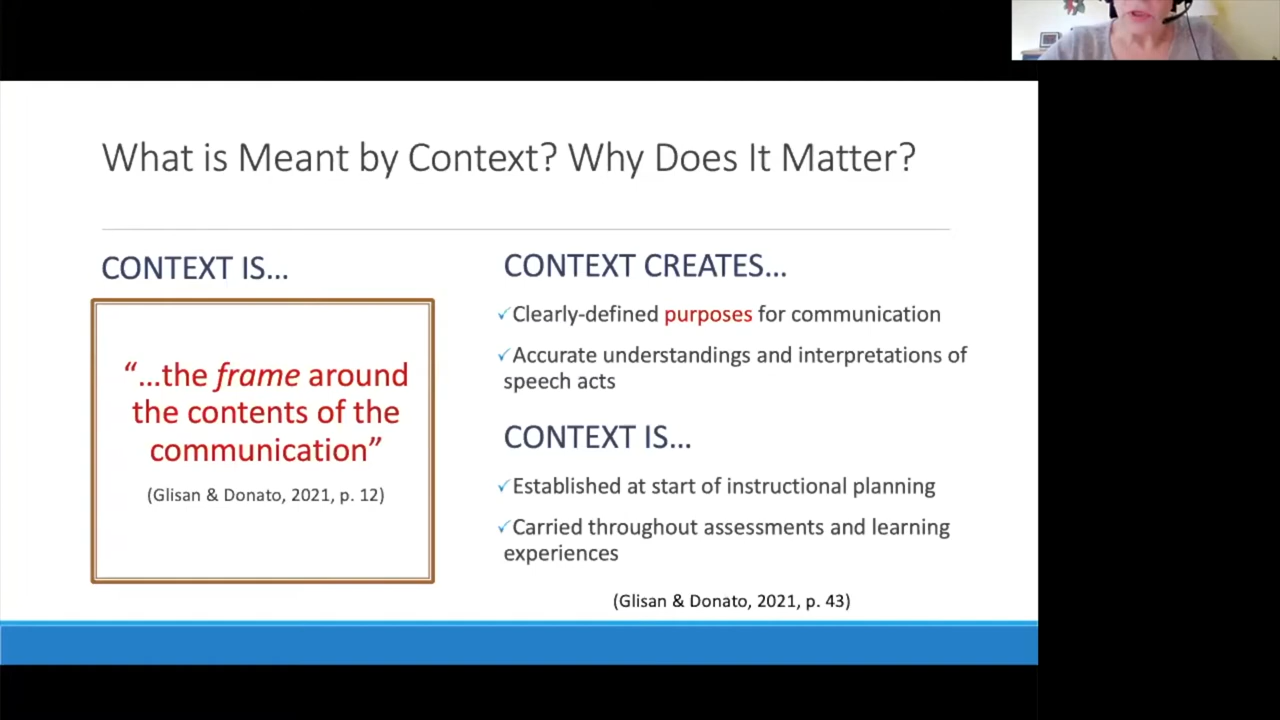 What is Meant by Context? Why Does It Matter?
CONTEXT IS...
“...the frame around
the contents of the
communication”
(Glisan & Donato, 2021, p. 12)
CONTEXT CREATES...
✓Clearly-defined purposes for communication
✓Accurate understandings and interpretations of
speech acts
CONTEXT IS...
✓Established at start of instructional planning
✓Carried throughout assessments and learning
experiences
(Glisan & Donato, 2021, p. 43)